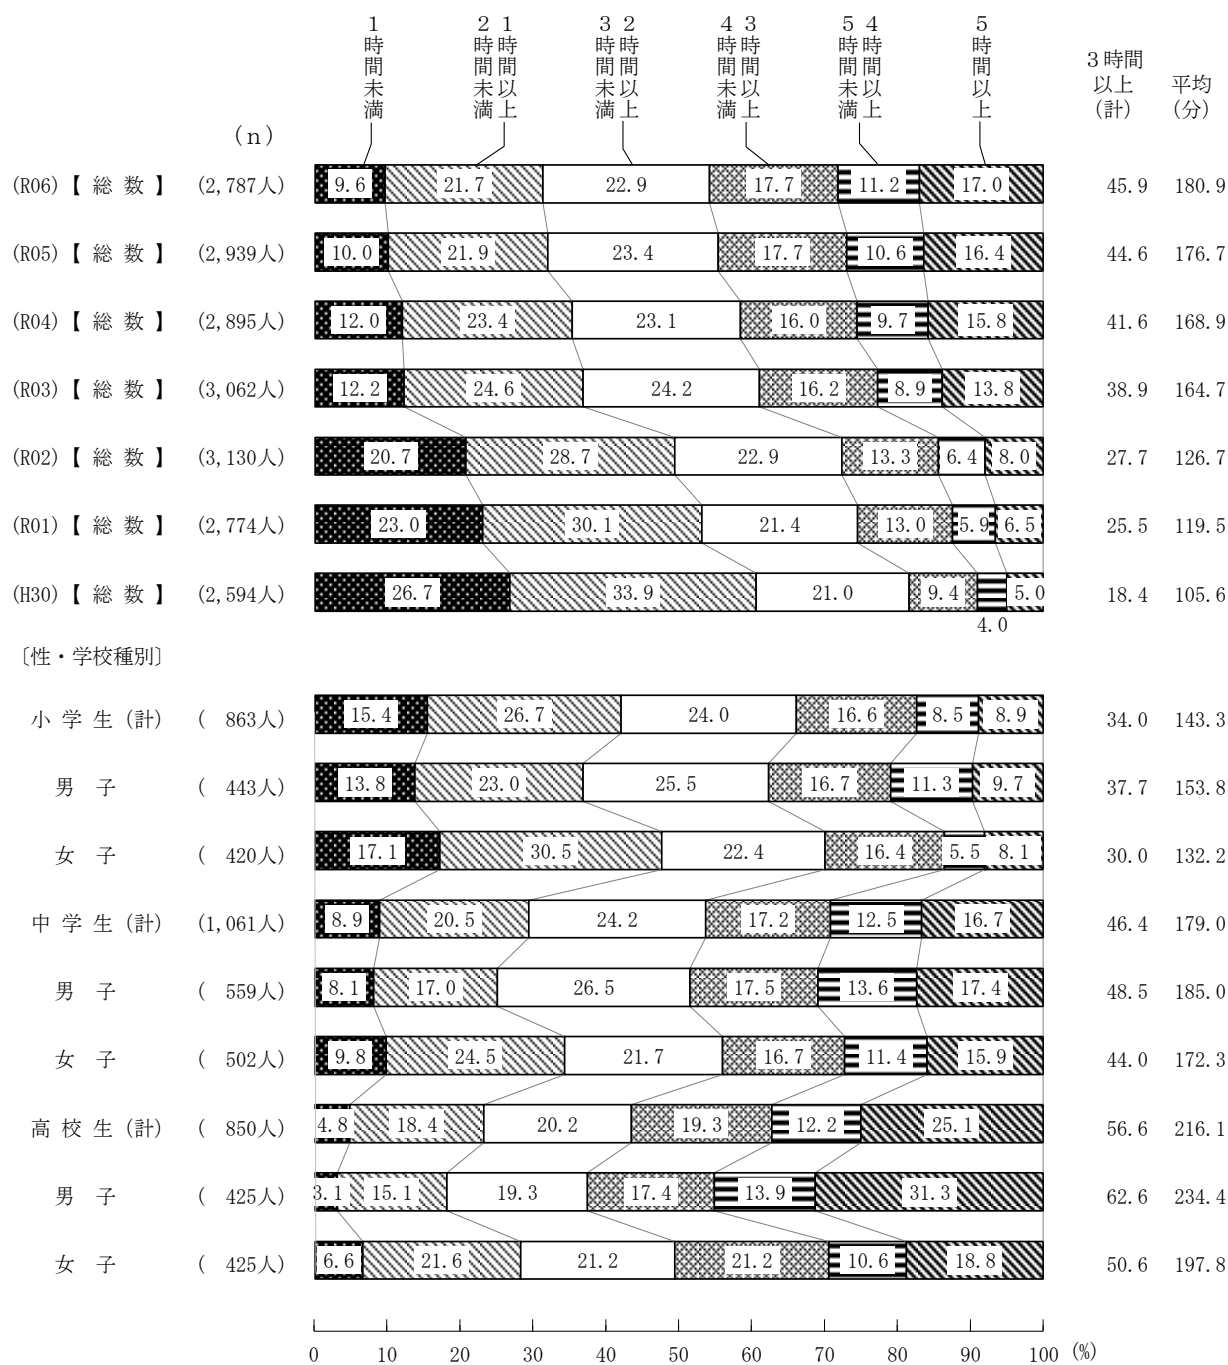 １時間未満
１時間以上
２時間未満
２時間以上
３時間未満
３時間以上
４時間未満
４時間以上
５時間未満
５時間以上
３時間
以上
(計)
平均
(分)
(ｎ)
(R06)【 総 数 】 (2,787人) 9.6 21.7 22.9 17.7 11.2 17.0 45.9 180.9
(R05)【 総 数 】 (2,939人) 10.0 21.9 23.4 17.7 10.6 16.4 44.6 176.7
(R04)【 総 数 】 (2,895人) 12.0 23.4 23.1 16.0 9.7 15.8 41.6 168.9
(R03)【 総 数 】 (3,062人) 12.2 24.6 24.2 16.2 8.9 13.8 38.9 164.7
(R02)【 総 数 】 (3,130人) 20.7 28.7 22.9 13.3 6.4 8.0 27.7 126.7
(R01)【 総 数 】 (2,774人) 23.0 30.1 21.4 13.0 5.9 6.5 25.5 119.5
(H30)【 総 数 】 (2,594人) 26.7 33.9 21.0 9.4 5.0 18.4 105.6
4.0
〔性・学校種別〕
小 学 生 (計) ( 863人) 15.4 26.7 24.0 16.6 8.5 8.9 34.0 143.3
男 子 ( 443人) 13.8 23.0 25.5 16.7 11.3 9.7 37.7 153.8
女 子 ( 420人) 17.1 30.5 22.4 16.4 5.5 8.1 30.0 132.2
中 学 生 (計) (1,061人) 8.9 20.5 24.2 17.2 12.5 16.7 46.4 179.0
男 子 ( 559人) 8.1 17.0 26.5 17.5 13.6 17.4 48.5 185.0
女 子 ( 502人) 9.8 24.5 21.7 16.7 11.4 15.9 44.0 172.3
高 校 生 (計) ( 850人) 4.8 18.4 20.2 19.3 12.2 25.1 56.6 216.1
男 子 ( 425人) 3.1 15.1 19.3 17.4 13.9 31.3 62.6 234.4
女 子 ( 425人) 6.6 21.6 21.2 21.2 10.6 18.8 50.6 197.8
0 10 20 30 40 50 60 70 80 90 100 (%)